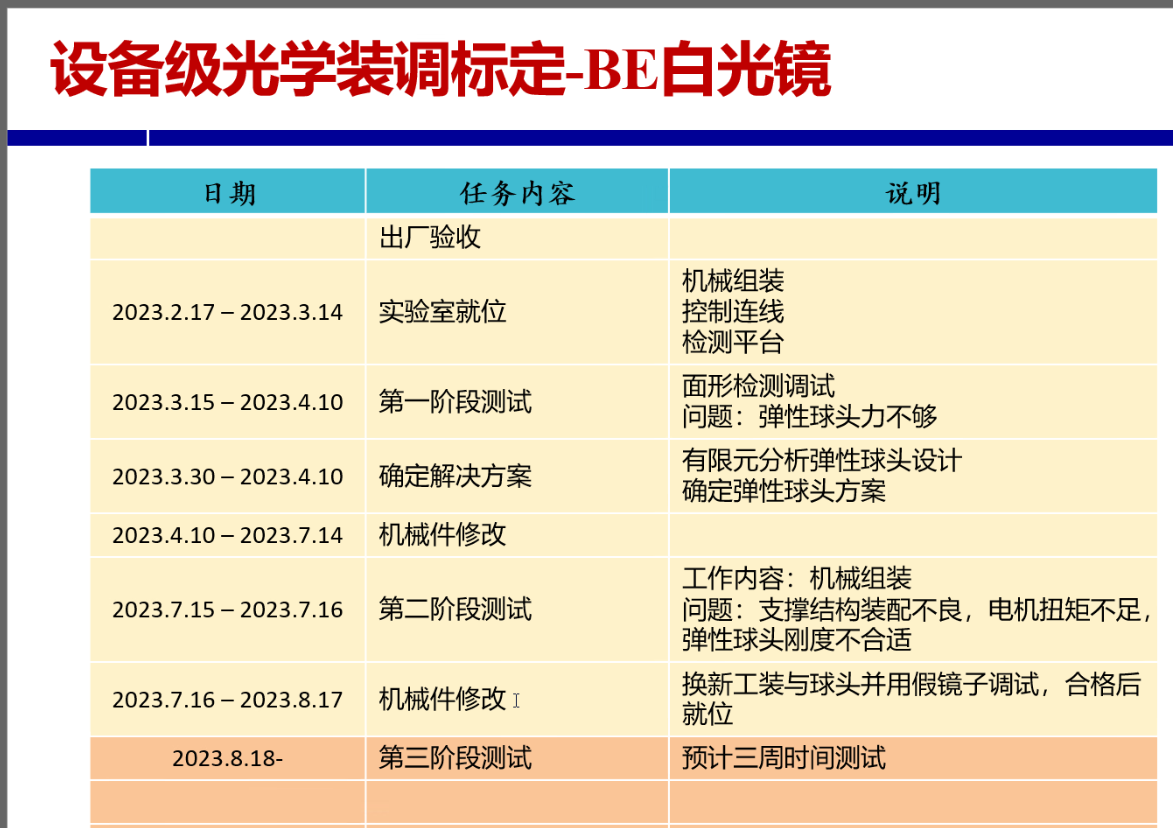 设备级光学装调标定-BE白光镜
日期 任务内容 说明
出厂验收
2023.2.17 – 2023.3.14 实验室就位 机械组装
控制连线
检测平台
2023.3.15 – 2023.4.10 第一阶段测试 面形检测调试
问题：弹性球头力不够
2023.3.30 – 2023.4.10 确定解决方案 有限元分析弹性球头设计
确定弹性球头方案
2023.4.10 – 2023.7.14 机械件修改
2023.7.15 – 2023.7.16 第二阶段测试 工作内容：机械组装
问题：支撑结构装配不良，电机扭矩不足，
弹性球头刚度不合适
2023.7.16 – 2023.8.17 机械件修改 换新工装与球头并用假镜子调试，合格后
就位
2023.8.18- 第三阶段测试 预计三周时间测试